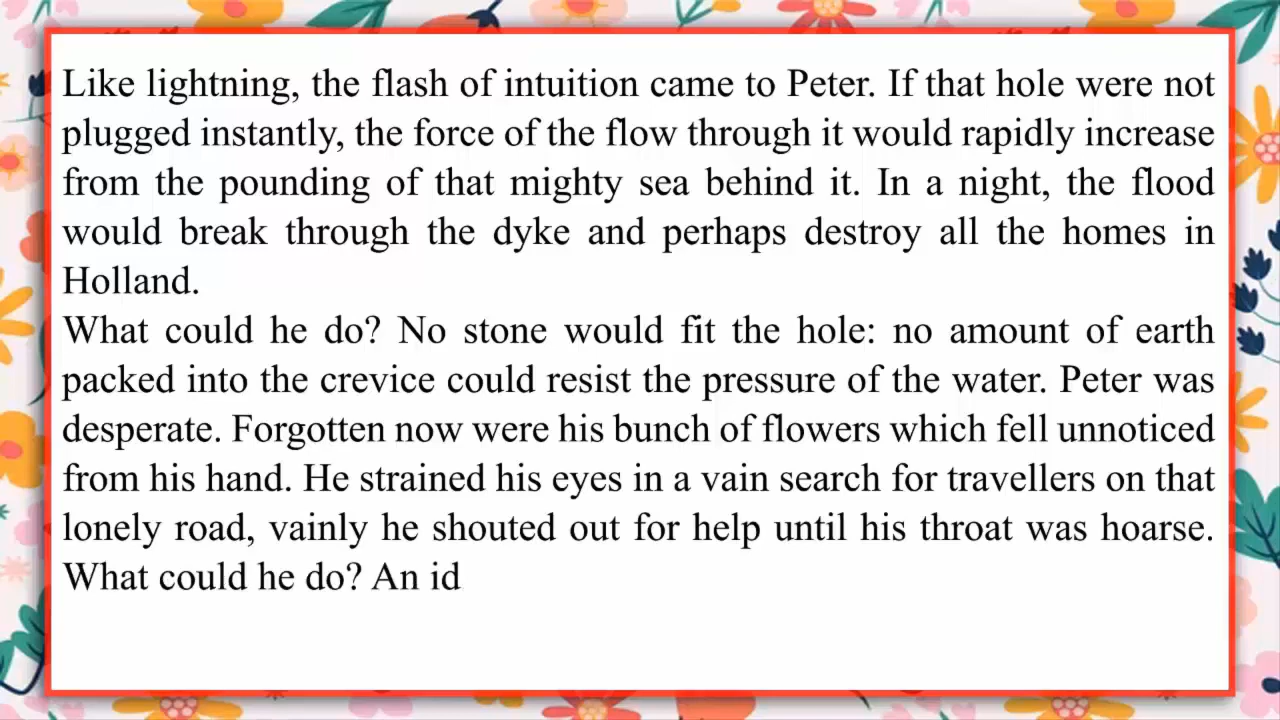 Like lightning, the flash of intuition came to Peter. If that hole were not
plugged instantly, the force of the flow through it would rapidly increase
from the pounding of that mighty sea behind it. In a night, the flood
would break through the dyke and perhaps destroy all the homes in
Holland.
What could he do? No stone would fit the hole: no amount of earth
packed into the crevice could resist the pressure of the water. Peter was
desperate. Forgotten now were his bunch of flowers which fell unnoticed
from his hand. He strained his eyes in a vain search for travellers on that
lonely road, vainly he shouted out for help until his throat was hoarse.
What could he do? An id